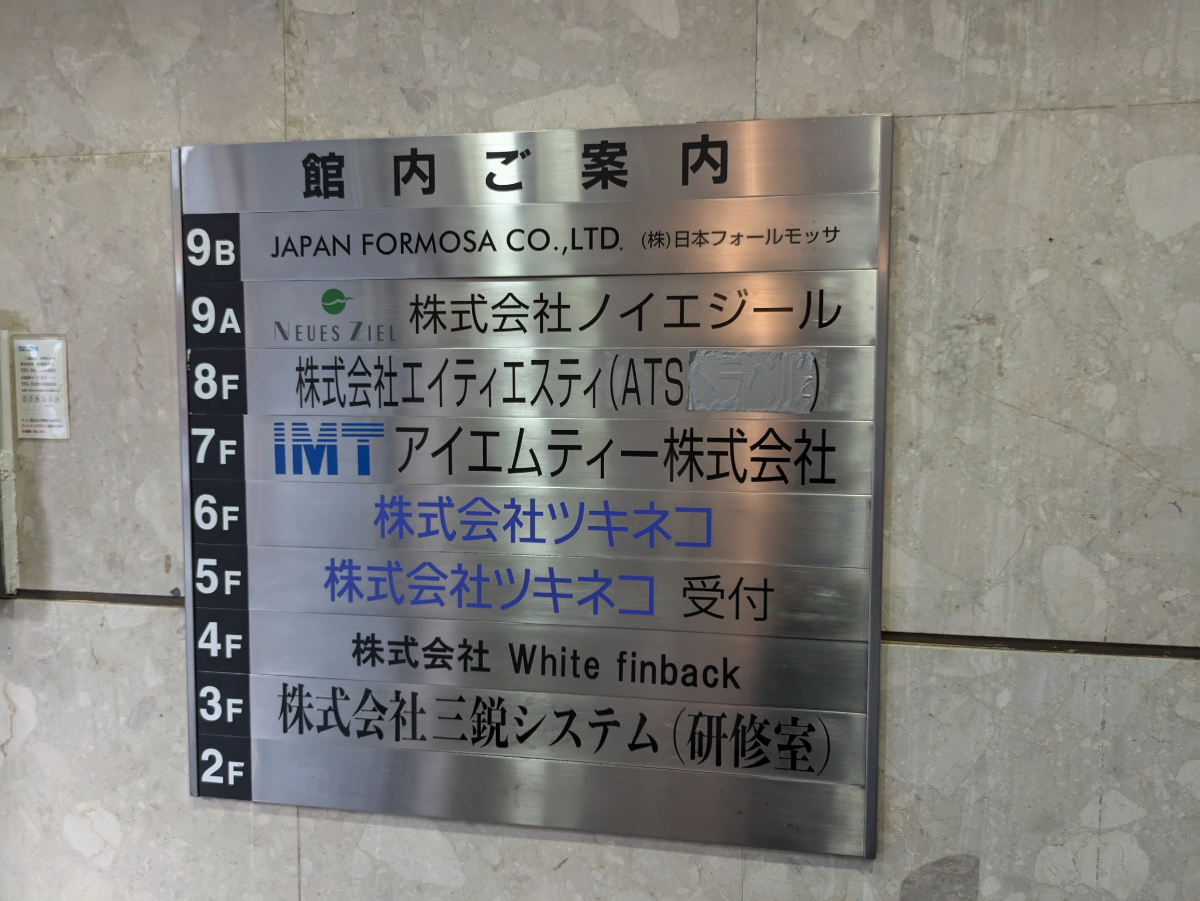 館内ご案内
9B JAPAN FORMOSA CO.,LTD. (株)日本フォールモッサ
9A NEUES ZIEL 株式会社ノイエジール
8F 株式会社エイティエスティ(ATS )
7F IMT アイエムティー株式会社
6F 株式会社ツキネコ
5F 株式会社ツキネコ 受付
4F 株式会社 White finback
3F 株式会社三鋭システム(研修室)
2F